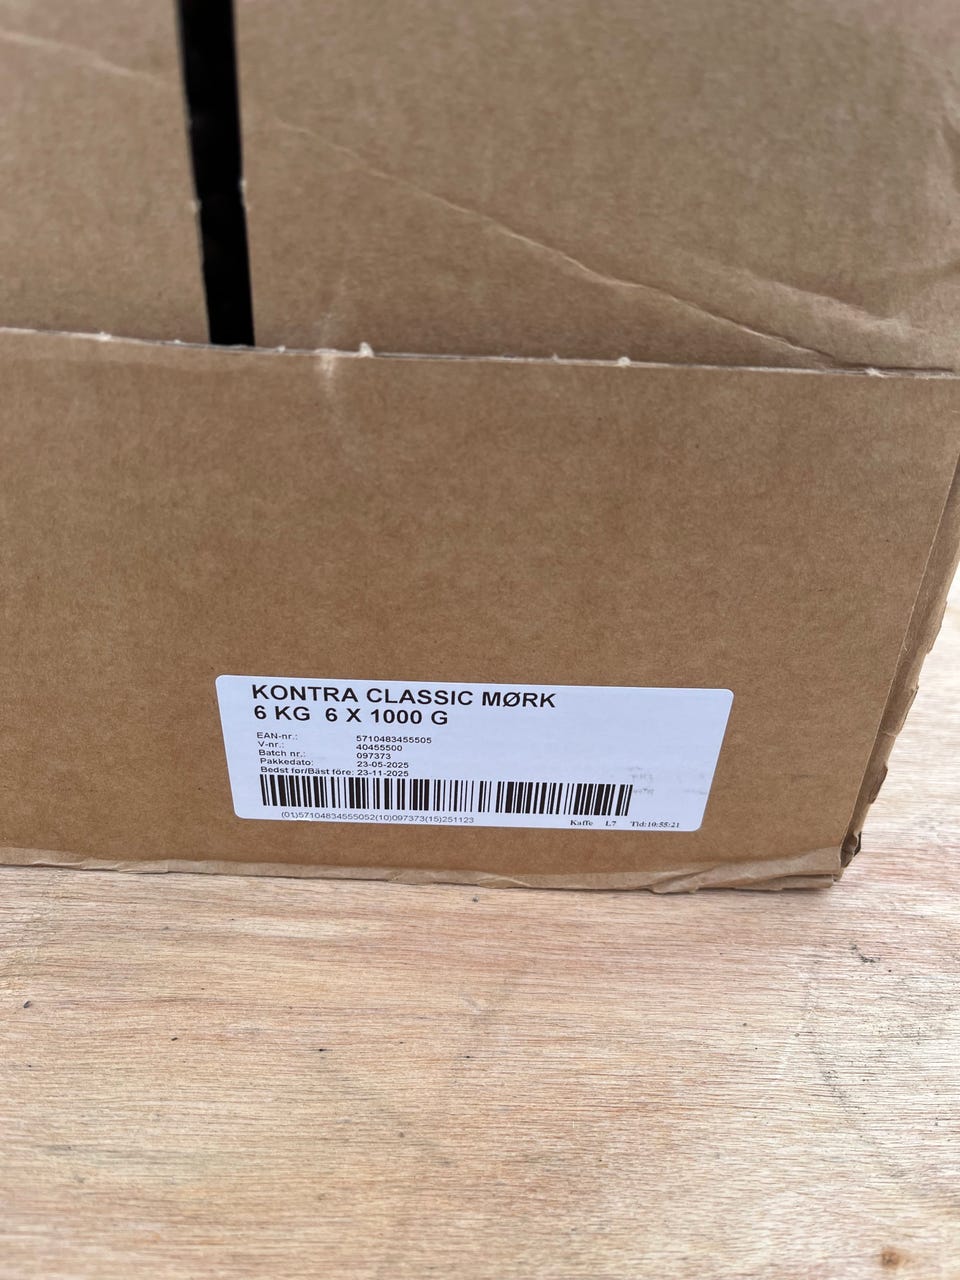 KONTRA CLASSIC MØRK
6 KG 6 X 1000 G
EAN-nr.: 5710483455505
V-nr.: 40455500
Batch nr.: 097373
Pakkedato: 23-05-2025
Bedst før/Bäst före: 23-11-2025
(01)57104834555052(10)097373(15)251123
Kaffe L7 Tid:10:55:21